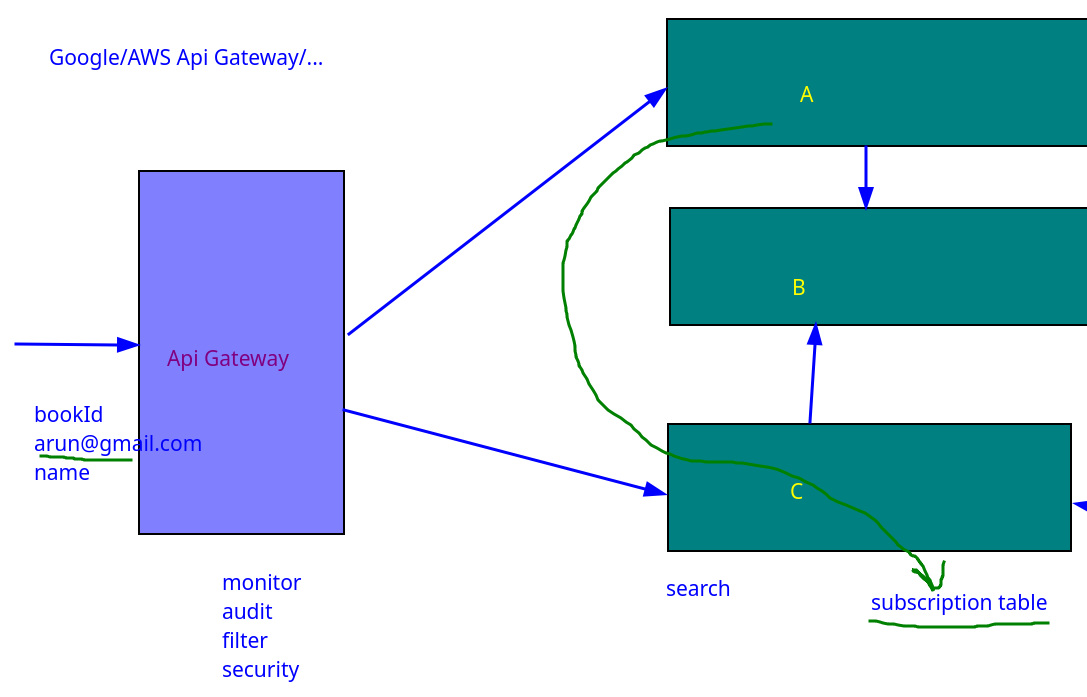 Google/AWS Api Gateway/...
A
B
Api Gateway
bookId
arun@gmail.com
name
C
monitor
audit
filter
security
search
subscription table